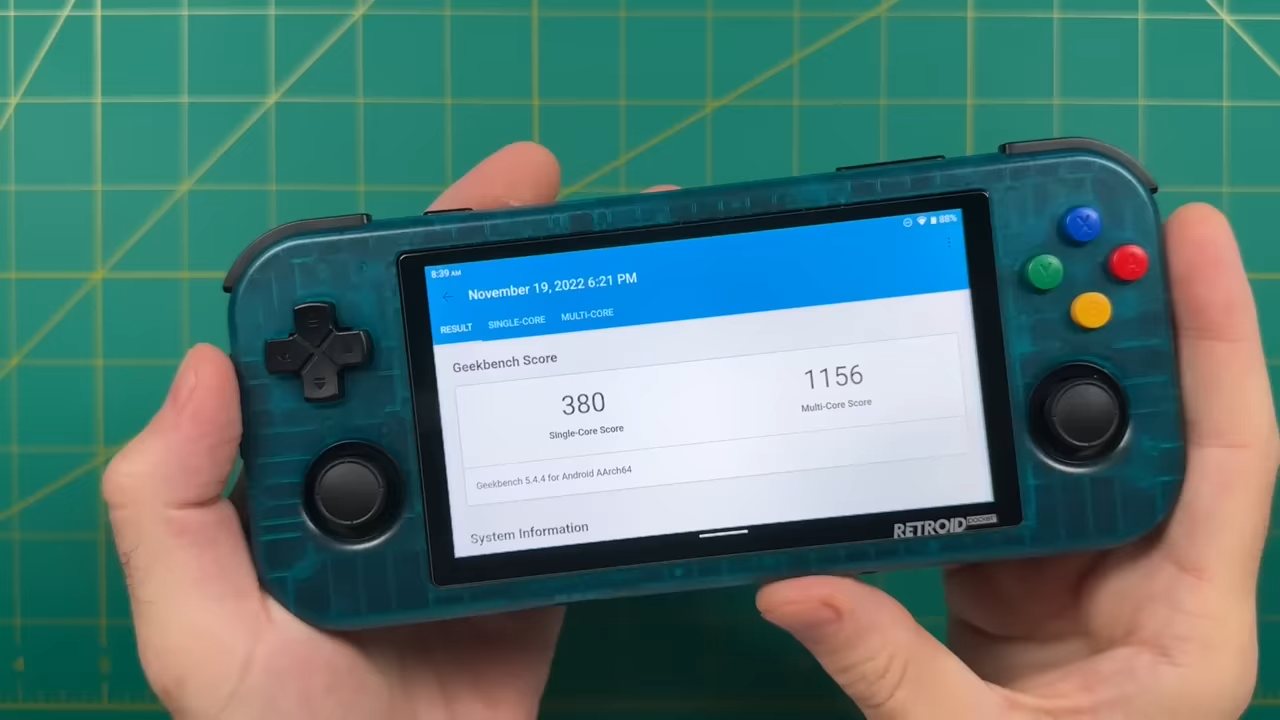 8:39 AM
88%
November 19, 2022 6:21 PM
RESULT SINGLE-CORE MULTI-CORE
Geekbench Score
380
1156
Single-Core Score
Multi-Core Score
Geekbench 5.4.4 for Android AArch64
System Information
RETROID pocket
X
Y